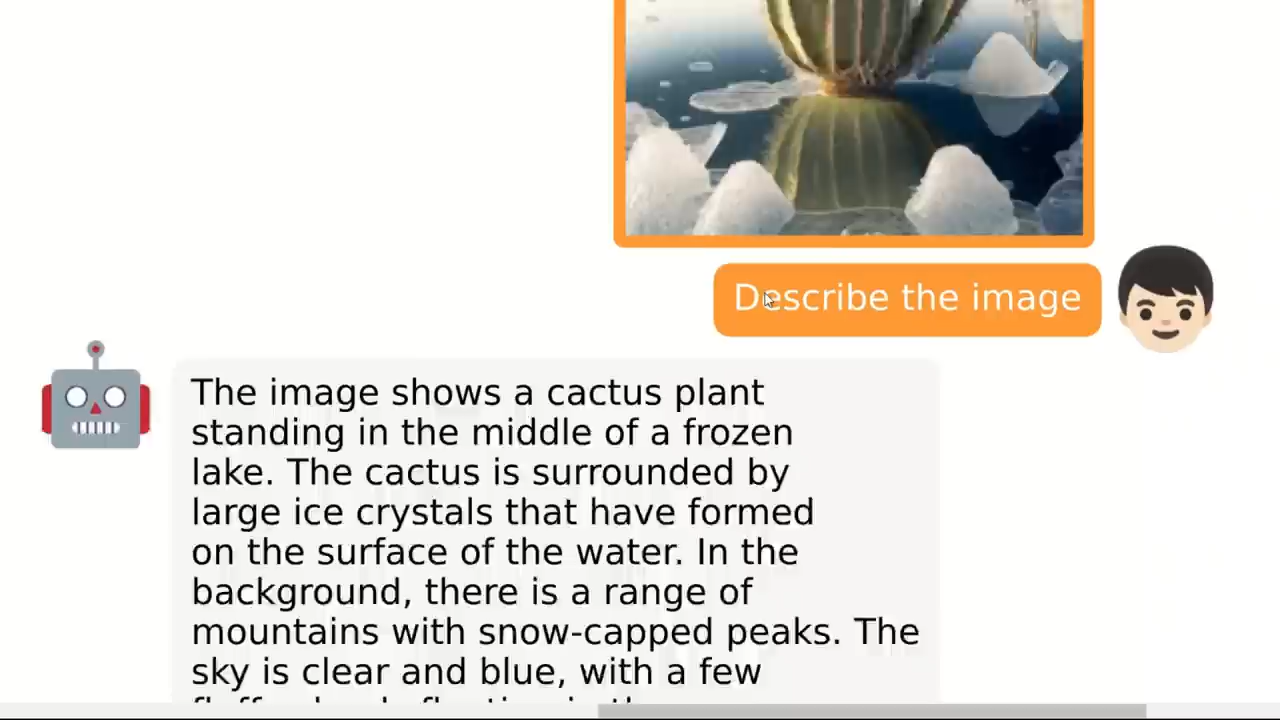 Describe the image
The image shows a cactus plant
standing in the middle of a frozen
lake. The cactus is surrounded by
large ice crystals that have formed
on the surface of the water. In the
background, there is a range of
mountains with snow-capped peaks. The
sky is clear and blue, with a few